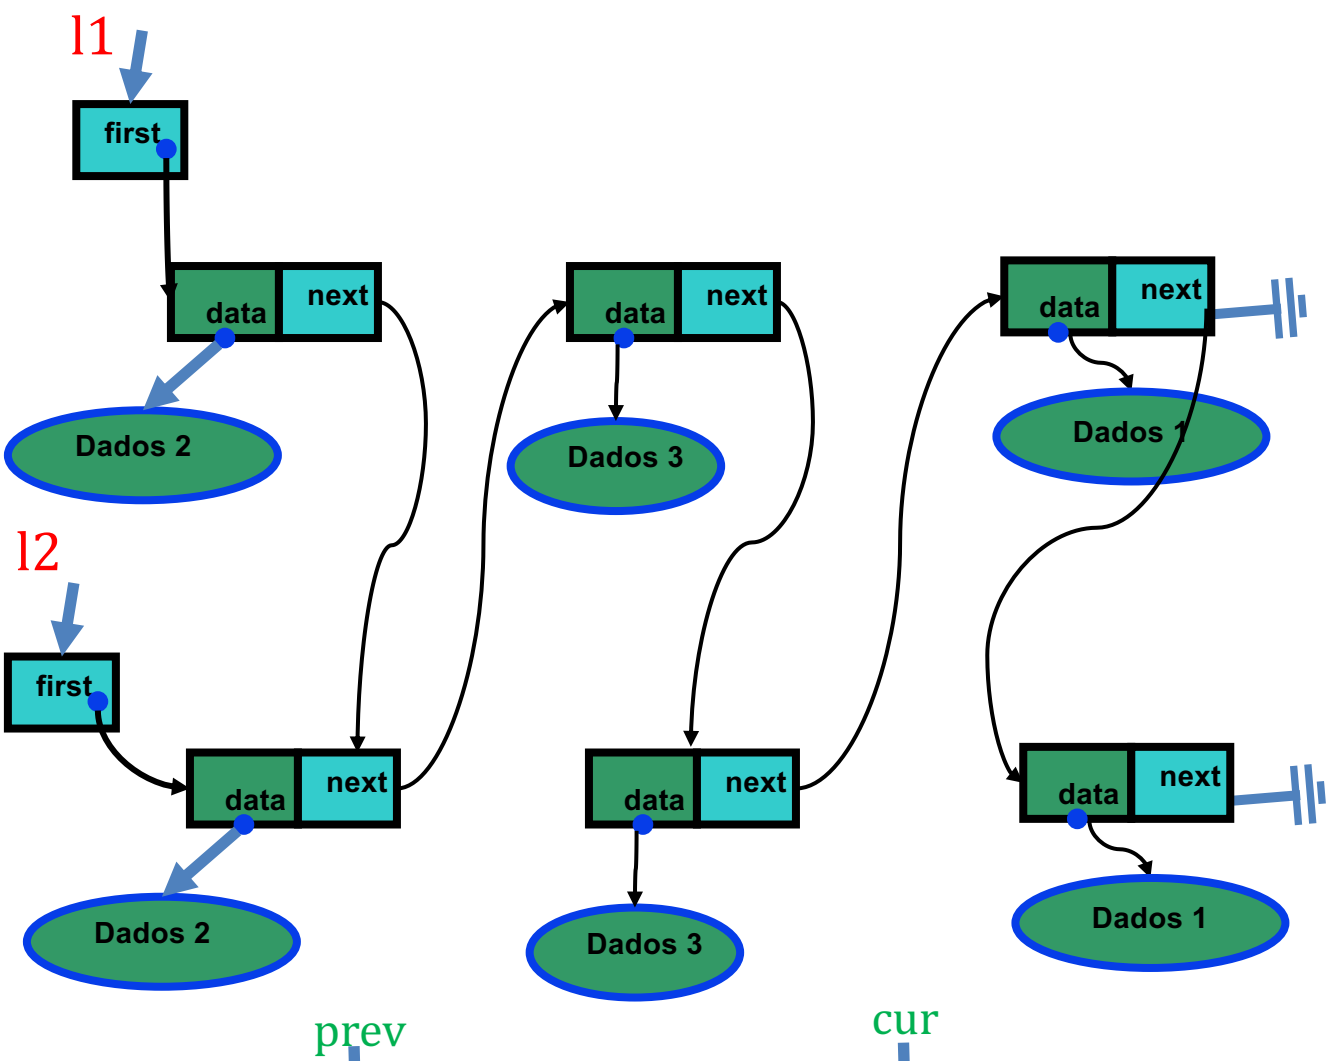 l1
first
data next
data next
data next
Dados 2
Dados 3
Dados 1
l2
first
data next
data next
data next
Dados 2
Dados 3
Dados 1
prev
cur